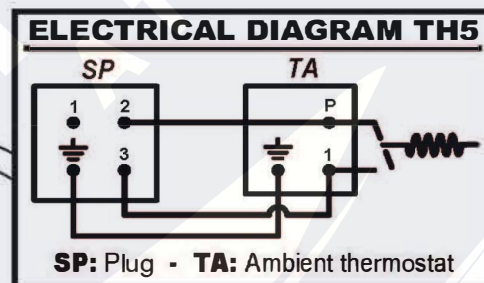 ELECTRICAL DIAGRAM TH5
SP TA
1 2 P
3 1
SP: Plug - TA: Ambient thermostat